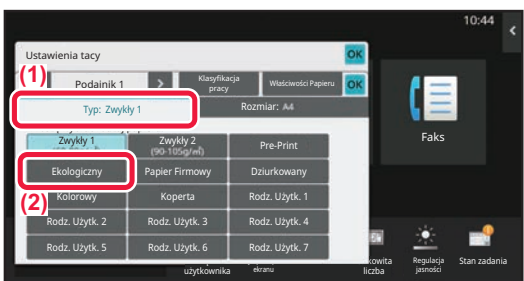 10:44
Ustawienia tacy
OK
(1)
Podajnik 1
>
Klasyfikacja
pracy
Właściwości Papieru
OK
Typ: Zwykły 1
Rozmiar: A4
Zwykły 1
Zwykły 2
(90-105g/㎡)
Pre-Print
Ekologiczny
Papier Firmowy
Dziurkowany
(2)
Kolorowy
Koperta
Rodz. Użytk. 1
Rodz. Użytk. 2
Rodz. Użytk. 3
Rodz. Użytk. 4
Rodz. Użytk. 5
Rodz. Użytk. 6
Rodz. Użytk. 7
Faks
użytkownika
ekranu
liczba
Regulacja
jasności
Stan zadania